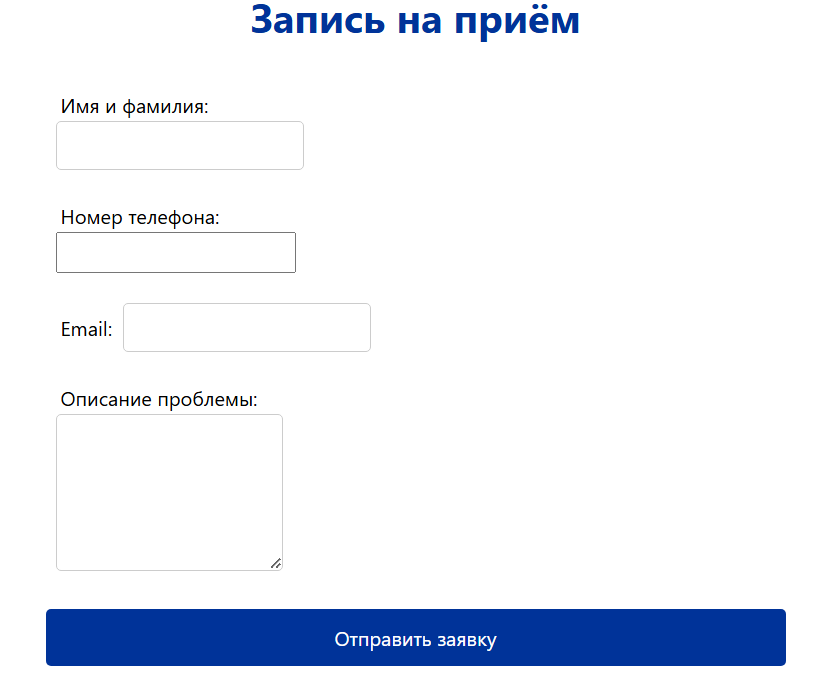 Запись на приём
Имя и фамилия:
Номер телефона:
Email:
Описание проблемы:
Отправить заявку